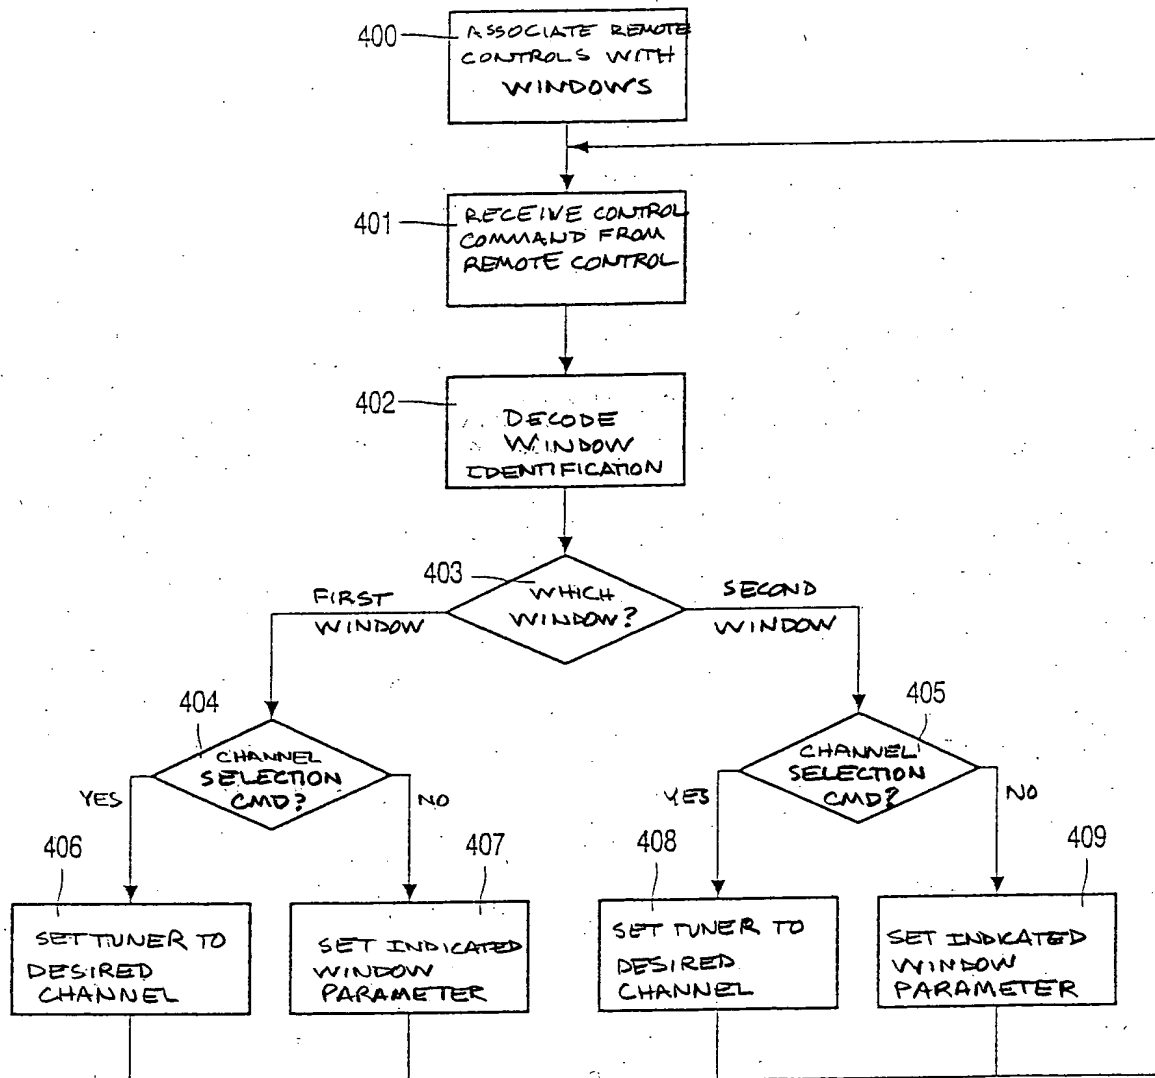 400
ASSOCIATE REMOTE
CONTROLS WITH
WINDOWS
401
RECEIVE CONTROL
COMMAND FROM
REMOTE CONTROL
402
DECODE
WINDOW
IDENTIFICATION
403
WHICH
WINDOW?
FIRST
WINDOW
SECOND
WINDOW
404
CHANNEL
SELECTION
CMD?
YES
NO
405
CHANNEL
SELECTION
CMD?
YES
NO
406
SET TUNER TO
DESIRED
CHANNEL
407
SET INDICATED
WINDOW
PARAMETER
408
SET TUNER TO
DESIRED
CHANNEL
409
SET INDICATED
WINDOW
PARAMETER